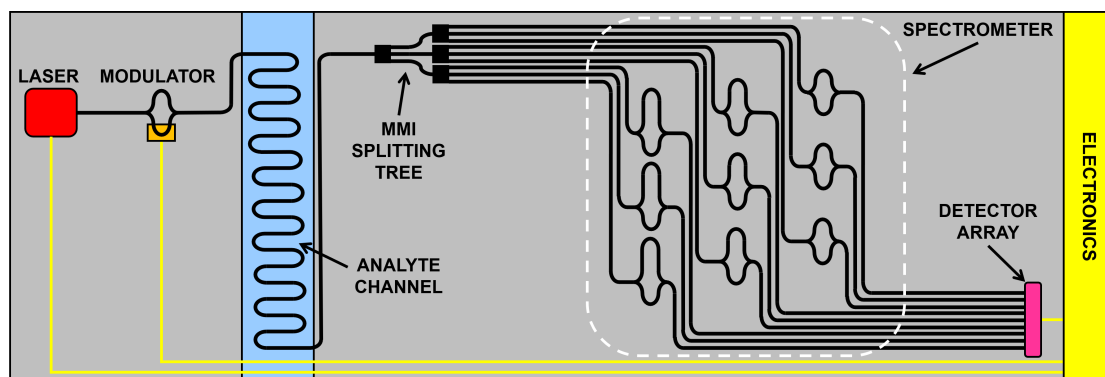 SPECTROMETER
LASER
MODULATOR
MMI
SPLITTING
TREE
ELECTRONICS
DETECTOR
ARRAY
ANALYTE
CHANNEL